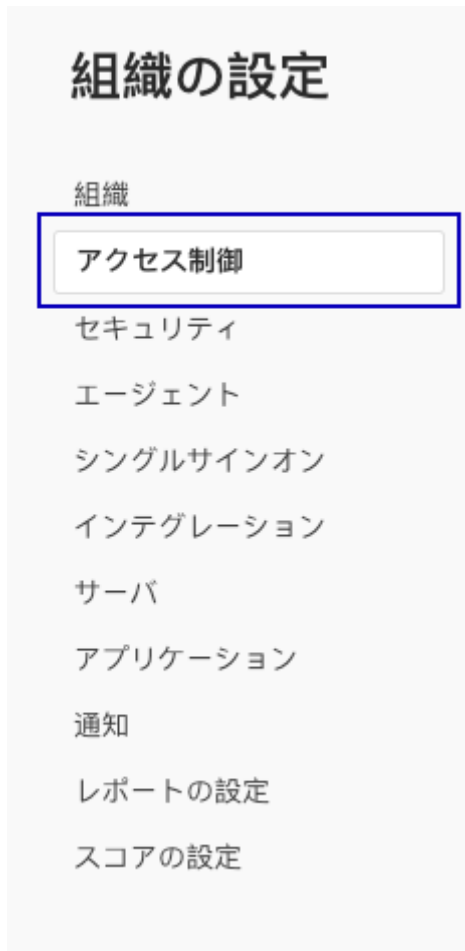 組織の設定
組織
アクセス制御
セキュリティ
エージェント
シングルサインオン
インテグレーション
サーバ
アプリケーション
通知
レポートの設定
スコアの設定